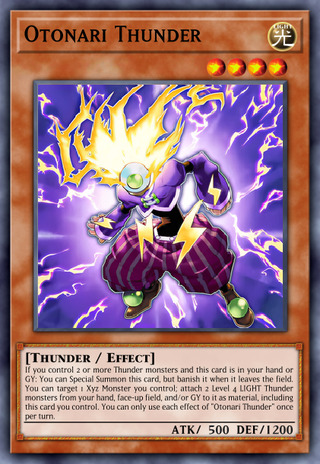 Otonari Thunder
LIGHT
光
[Thunder / Effect]
If you control 2 or more Thunder monsters and this card is in your hand or
GY: You can Special Summon this card, but banish it when it leaves the field.
You can target 1 Xyz Monster you control; attach 2 Level 4 LIGHT Thunder
monsters from your hand, face-up field, and/or GY to it as material, including
this card you control. You can only use each effect of "Otonari Thunder" once
per turn.
ATK/ 500 DEF/1200